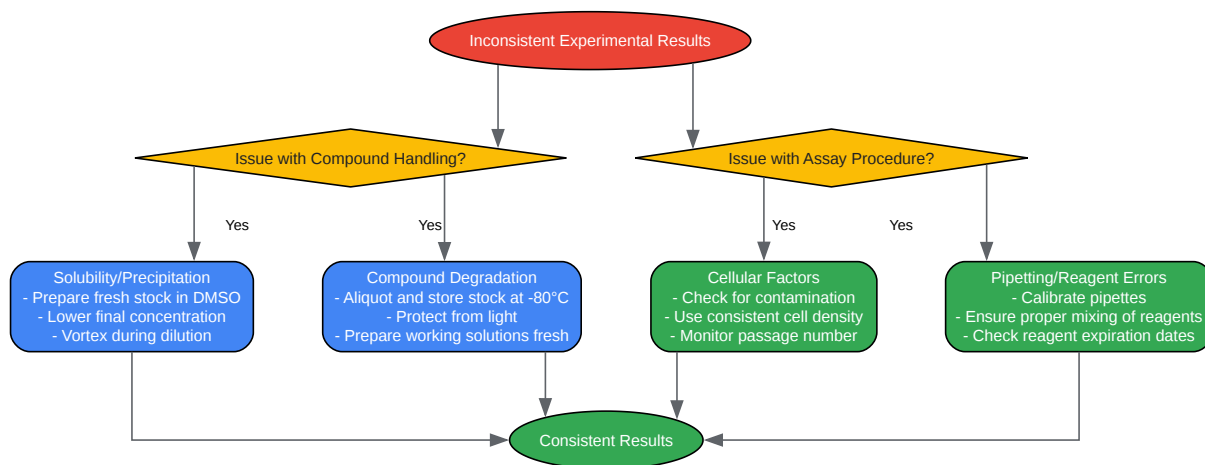 Inconsistent Experimental Results
Issue with Compound Handling?
Issue with Assay Procedure?
Yes
Yes
Yes
Yes
Solubility/Precipitation
- Prepare fresh stock in DMSO
- Lower final concentration
- Vortex during dilution
Compound Degradation
- Aliquot and store stock at -80°C
- Protect from light
- Prepare working solutions fresh
Cellular Factors
- Check for contamination
- Use consistent cell density
- Monitor passage number
Pipetting/Reagent Errors
- Calibrate pipettes
- Ensure proper mixing of reagents
- Check reagent expiration dates
Consistent Results